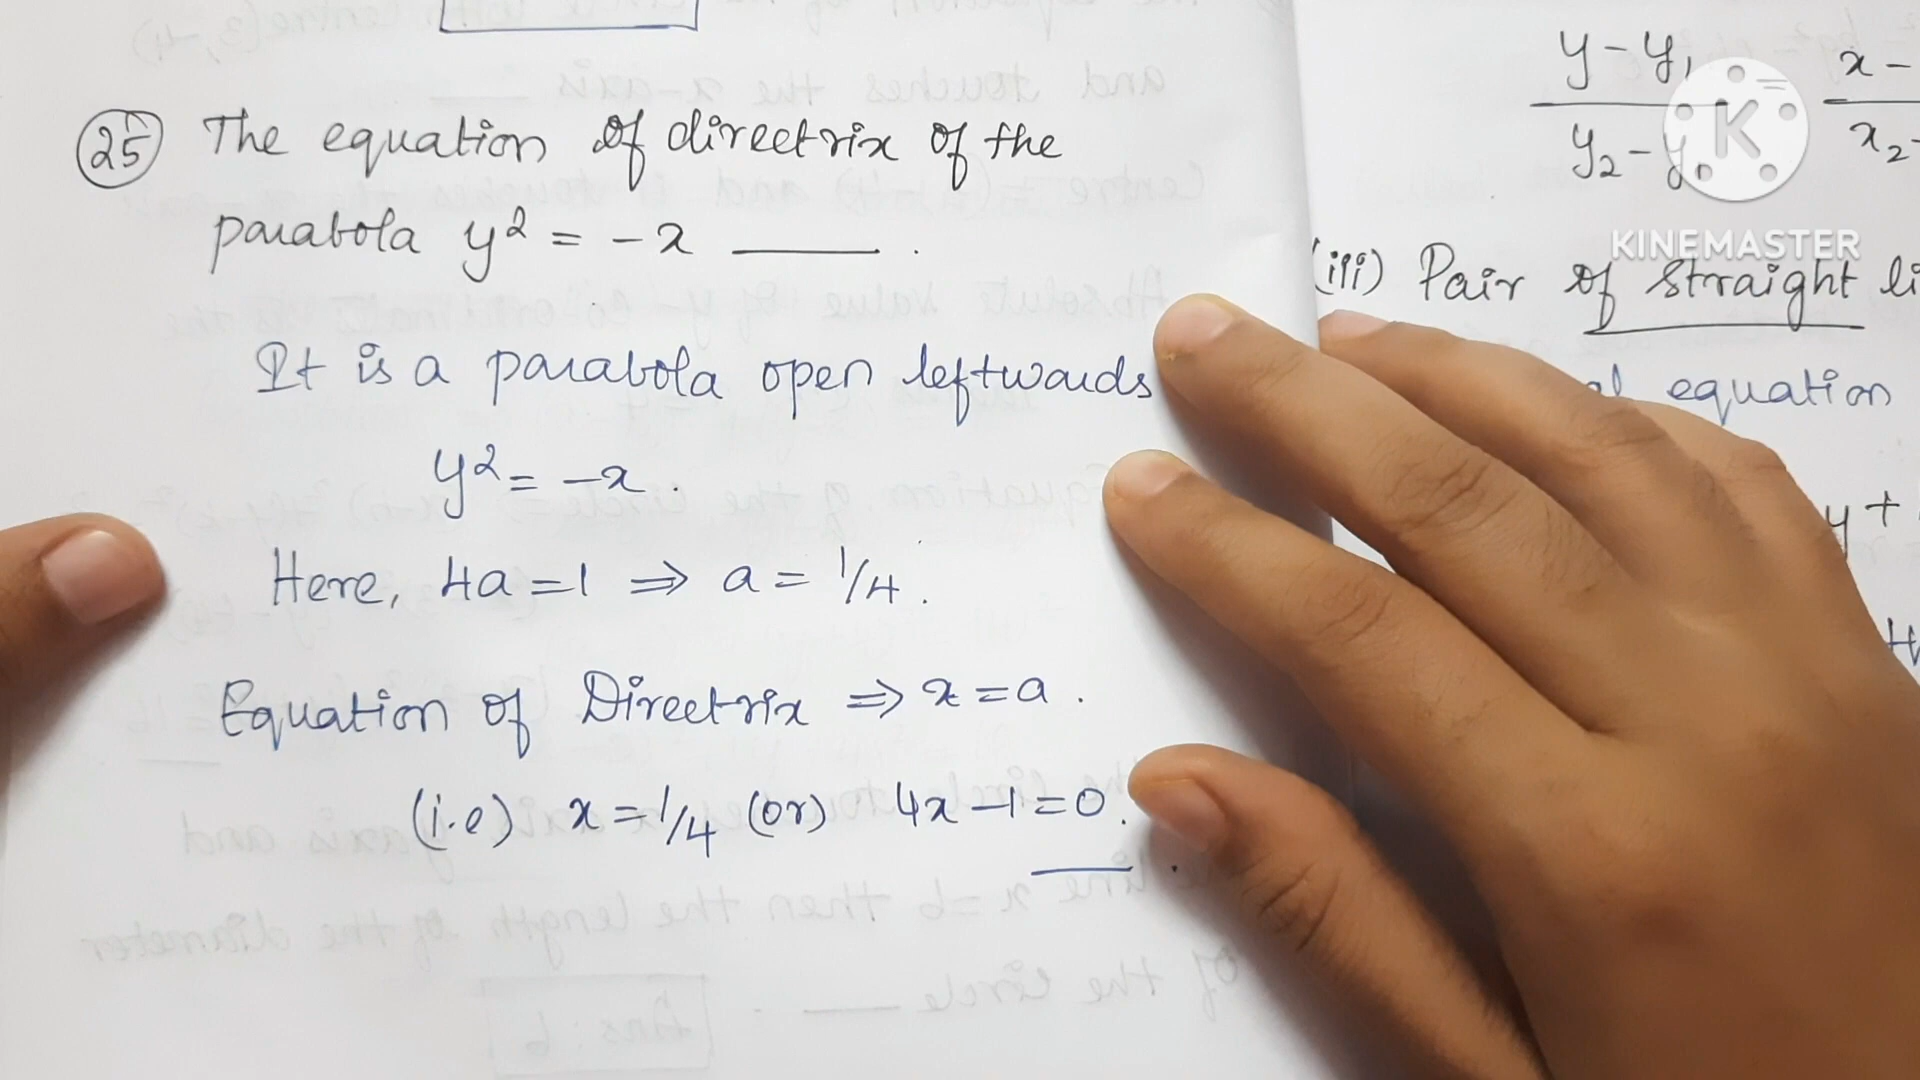 25 The equation of directrix of the
parabola y² = -x ____ .
It is a parabola open leftwards
y² = -x .
Here, 4a = 1 ⇒ a = 1/4 .
Equation of Directrix ⇒ x = a .
(i.e) x = 1/4 (or) 4x - 1 = 0 .
y - y₁ x -
y₂ - y₁ x₂ -
KINEMASTER
(iii) Pair of straight
equation
y +